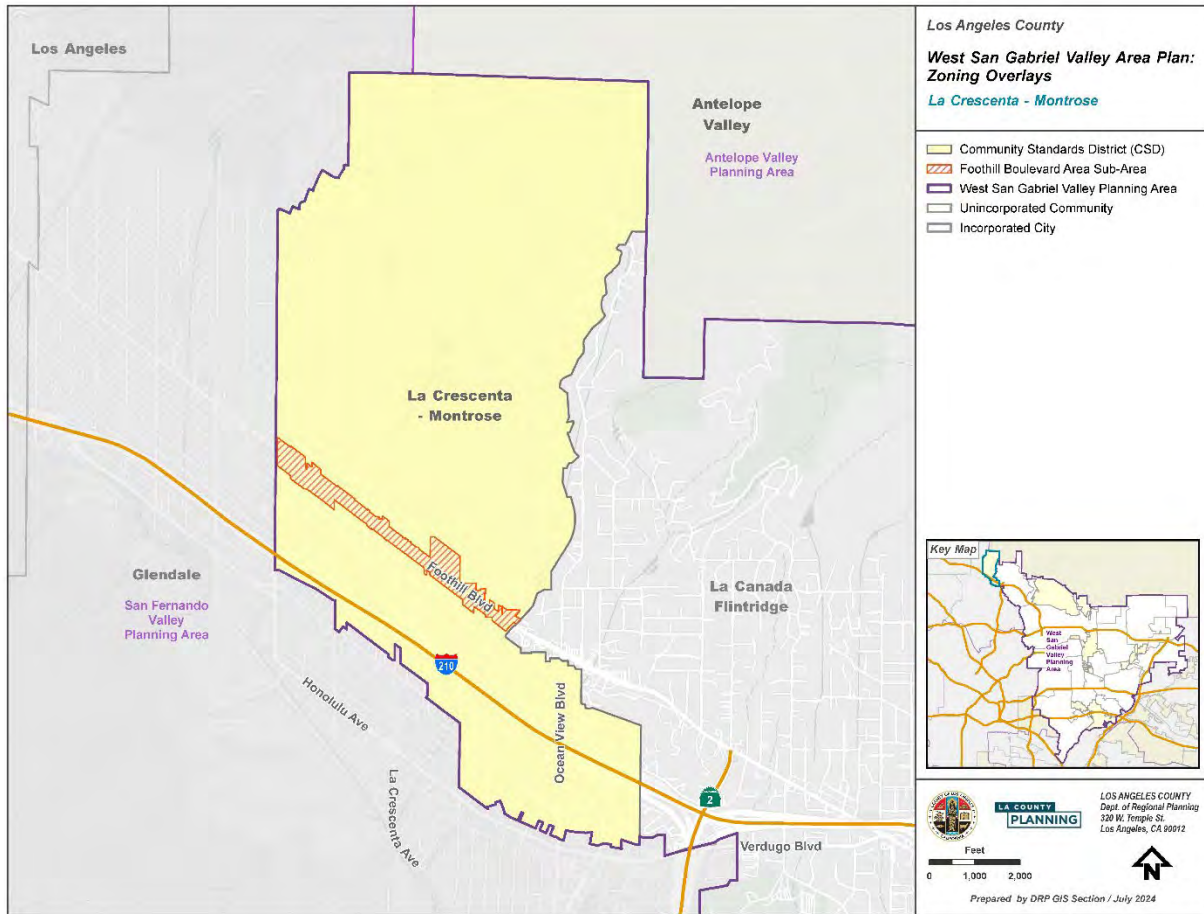 Los Angeles
Antelope
Valley
Antelope Valley
Planning Area
La Crescenta
- Montrose
Foothill Blvd
Glendale
San Fernando
Valley
Planning Area
La Canada
Flintridge
210
Honolulu Ave
Ocean View Blvd
La Crescenta Ave
2
Verdugo Blvd
Los Angeles County
West San Gabriel Valley Area Plan:
Zoning Overlays
La Crescenta - Montrose
Community Standards District (CSD)
Foothill Boulevard Area Sub-Area
West San Gabriel Valley Planning Area
Unincorporated Community
Incorporated City
Key Map
West
San
Gabriel
Valley
Planning
Area
LA COUNTY
PLANNING
LOS ANGELES COUNTY
Dept. of Regional Planning
320 W. Temple St.
Los Angeles, CA 90012
Feet
0 1,000 2,000
N
Prepared by DRP GIS Section / July 2024